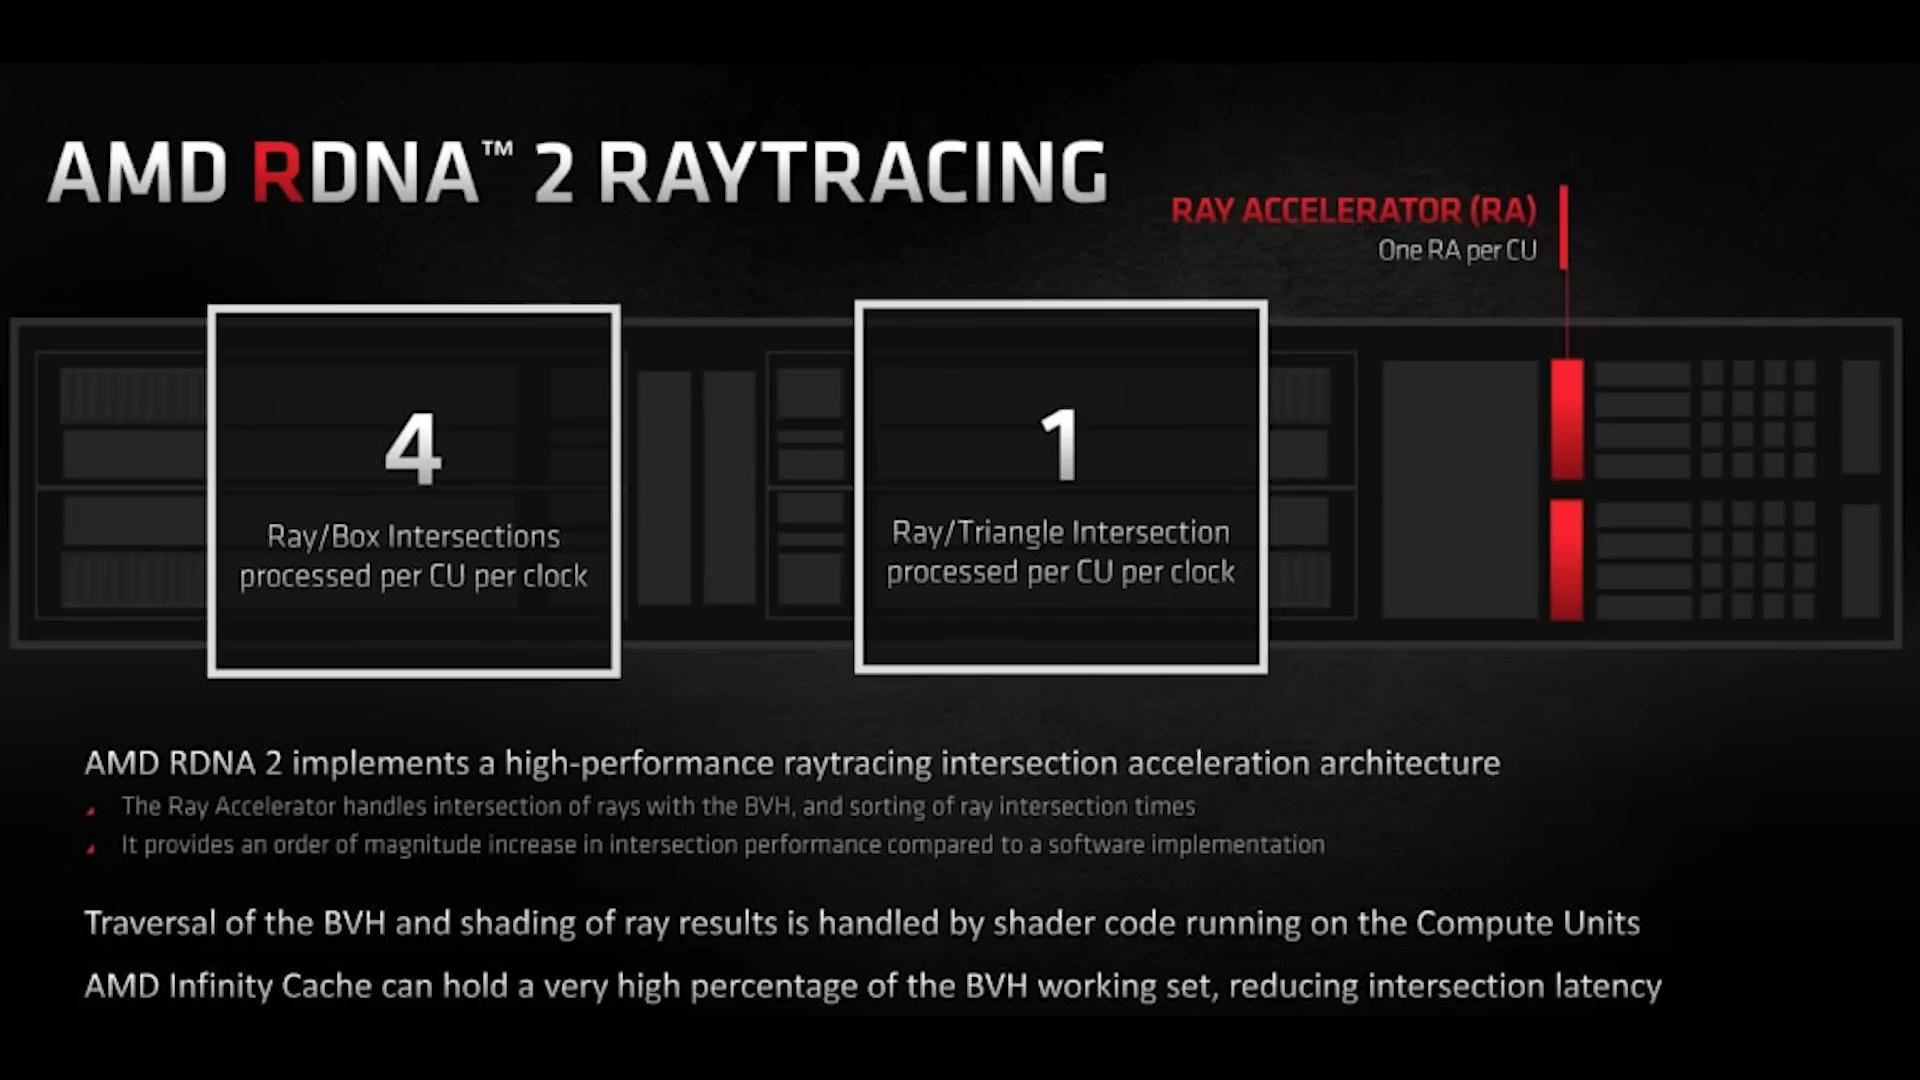 AMD RDNA™ 2 RAYTRACING
RAY ACCELERATOR (RA)
One RA per CU
4
Ray/Box Intersections
processed per CU per clock
1
Ray/Triangle Intersection
processed per CU per clock
AMD RDNA 2 implements a high-performance raytracing intersection acceleration architecture
The Ray Accelerator handles intersection of rays with the BVH, and sorting of ray intersection times
It provides an order of magnitude increase in intersection performance compared to a software implementation
Traversal of the BVH and shading of ray results is handled by shader code running on the Compute Units
AMD Infinity Cache can hold a very high percentage of the BVH working set, reducing intersection latency